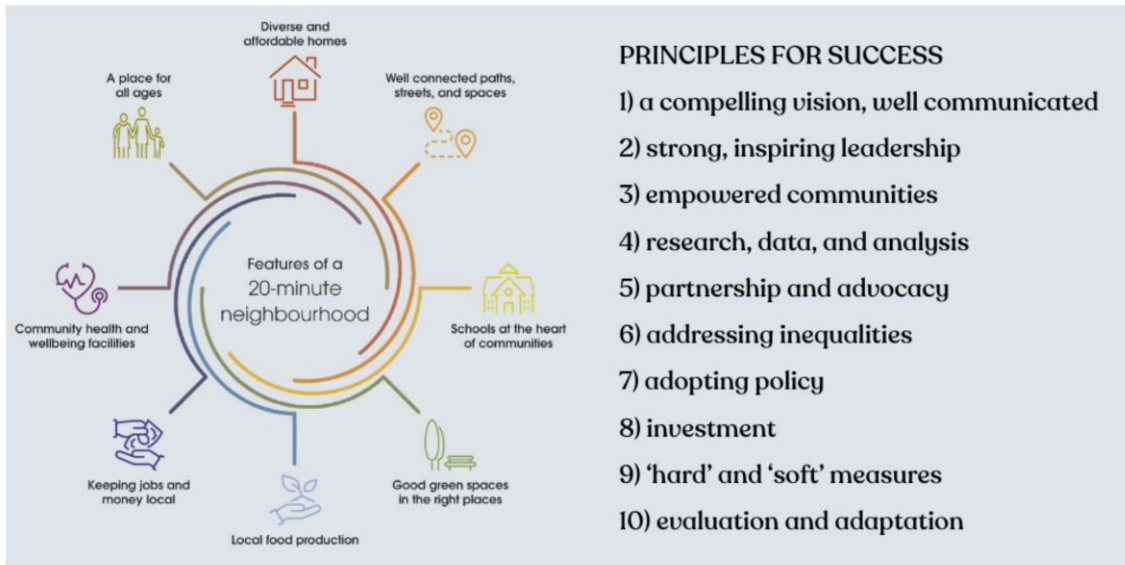 Diverse and
affordable homes
A place for
all ages
Well connected paths,
streets, and spaces
Features of a
20-minute
neighbourhood
Community health and
wellbeing facilities
Schools at the heart
of communities
Keeping jobs and
money local
Good green spaces
in the right places
Local food production
PRINCIPLES FOR SUCCESS
1) a compelling vision, well communicated
2) strong, inspiring leadership
3) empowered communities
4) research, data, and analysis
5) partnership and advocacy
6) addressing inequalities
7) adopting policy
8) investment
9) ‘hard’ and ‘soft’ measures
10) evaluation and adaptation